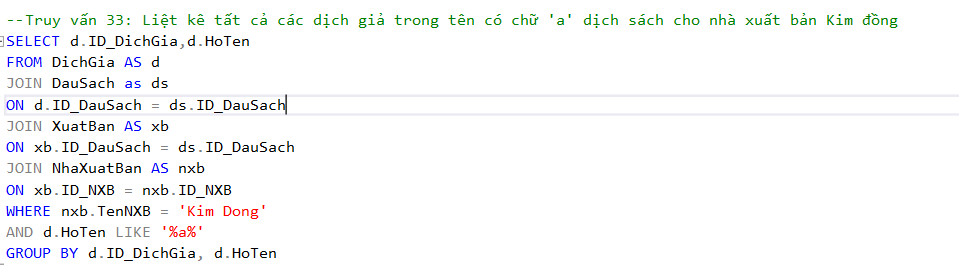 --Truy vấn 33: Liệt kê tất cả các dịch giả trong tên có chữ 'a' dịch sách cho nhà xuất bản Kim đồng
SELECT d.ID_DichGia,d.HoTen
FROM DichGia AS d
JOIN DauSach as ds
ON d.ID_DauSach = ds.ID_DauSach
JOIN XuatBan AS xb
ON xb.ID_DauSach = ds.ID_DauSach
JOIN NhaXuatBan AS nxb
ON xb.ID_NXB = nxb.ID_NXB
WHERE nxb.TenNXB = 'Kim Dong'
AND d.HoTen LIKE '%a%'
GROUP BY d.ID_DichGia, d.HoTen